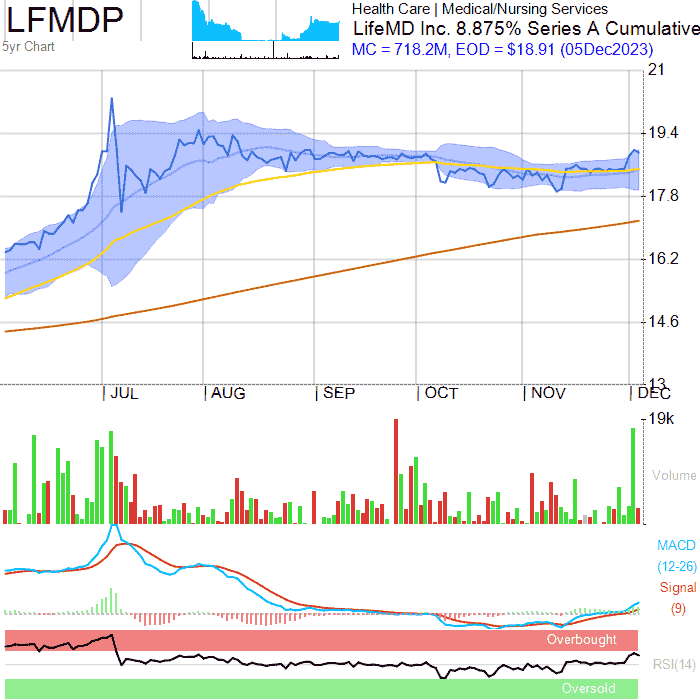 LFMDP
5yr Chart
Health Care | Medical/Nursing Services
LifeMD Inc. 8.875% Series A Cumulative
MC = 718.2M, EOD = $18.91 (05Dec2023)
21
19.4
17.8
16.2
14.6
13
JUL AUG SEP OCT NOV DEC
19k
Volume
MACD
(12-26)
Signal
(9)
Overbought
RSI(14)
Oversold